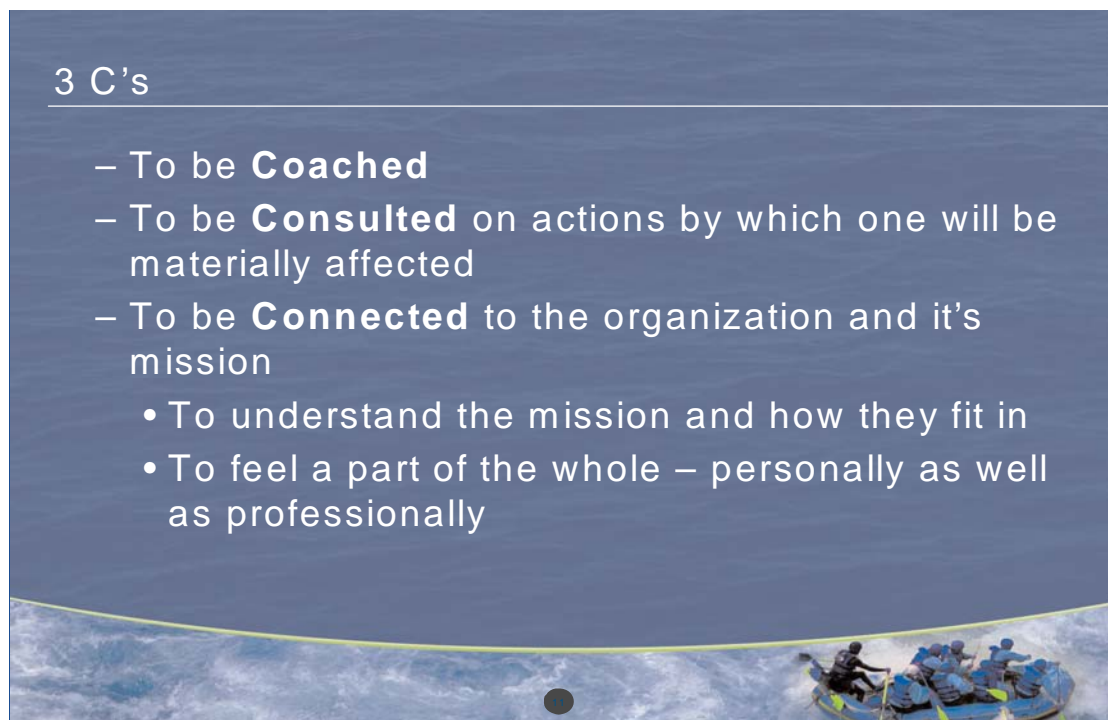 3 C’s
– To be Coached
– To be Consulted on actions by which one will be
materially affected
– To be Connected to the organization and it’s
mission
• To understand the mission and how they fit in
• To feel a part of the whole – personally as well
as professionally